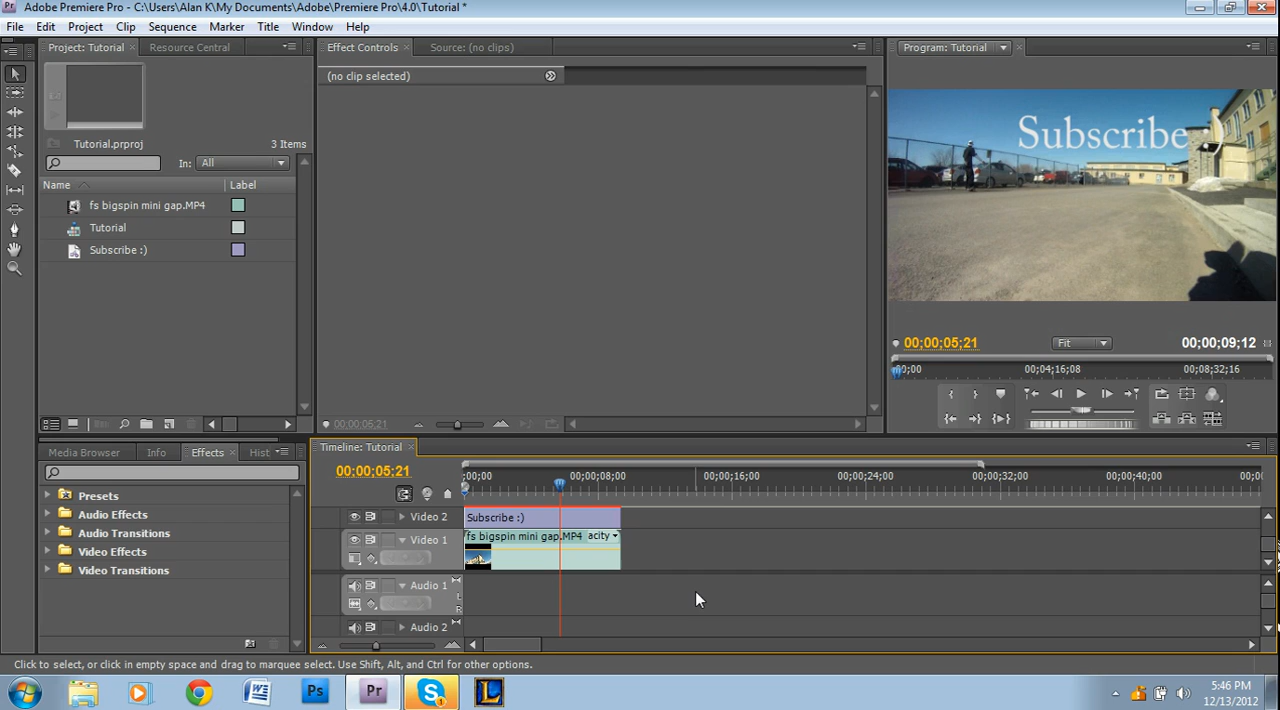 Adobe Premiere Pro - C:\Users\Alan K\My Documents\Adobe\Premiere Pro\4.0\Tutorial *
File Edit Project Clip Sequence Marker Title Window Help
Project: Tutorial Resource Central
Effect Controls Source: (no clips)
Program: Tutorial
(no clip selected)
Subscribe :)
Tutorial.prproj 3 Items
In: All
Name Label
fs bigspin mini gap.MP4
Tutorial
Subscribe :)
00;00;05;21 Fit 00;00;09;12
;00 00;04;16;08 00;08;32;16
00;00;05;21
Media Browser Info Effects Hist
Timeline: Tutorial
00;00;05;21
;00;00 00;00;08;00 00;00;16;00 00;00;24;00 00;00;32;00 00;00;40;00 00;
Presets
Audio Effects
Audio Transitions
Video Effects
Video Transitions
Video 2 Subscribe :)
Video 1 fs bigspin mini gap.MP4 acity
Audio 1
L
R
Audio 2
Click to select, or click in empty space and drag to marquee select. Use Shift, Alt, and Ctrl for other options.
W Ps Pr S 1 L
5:46 PM
12/13/2012